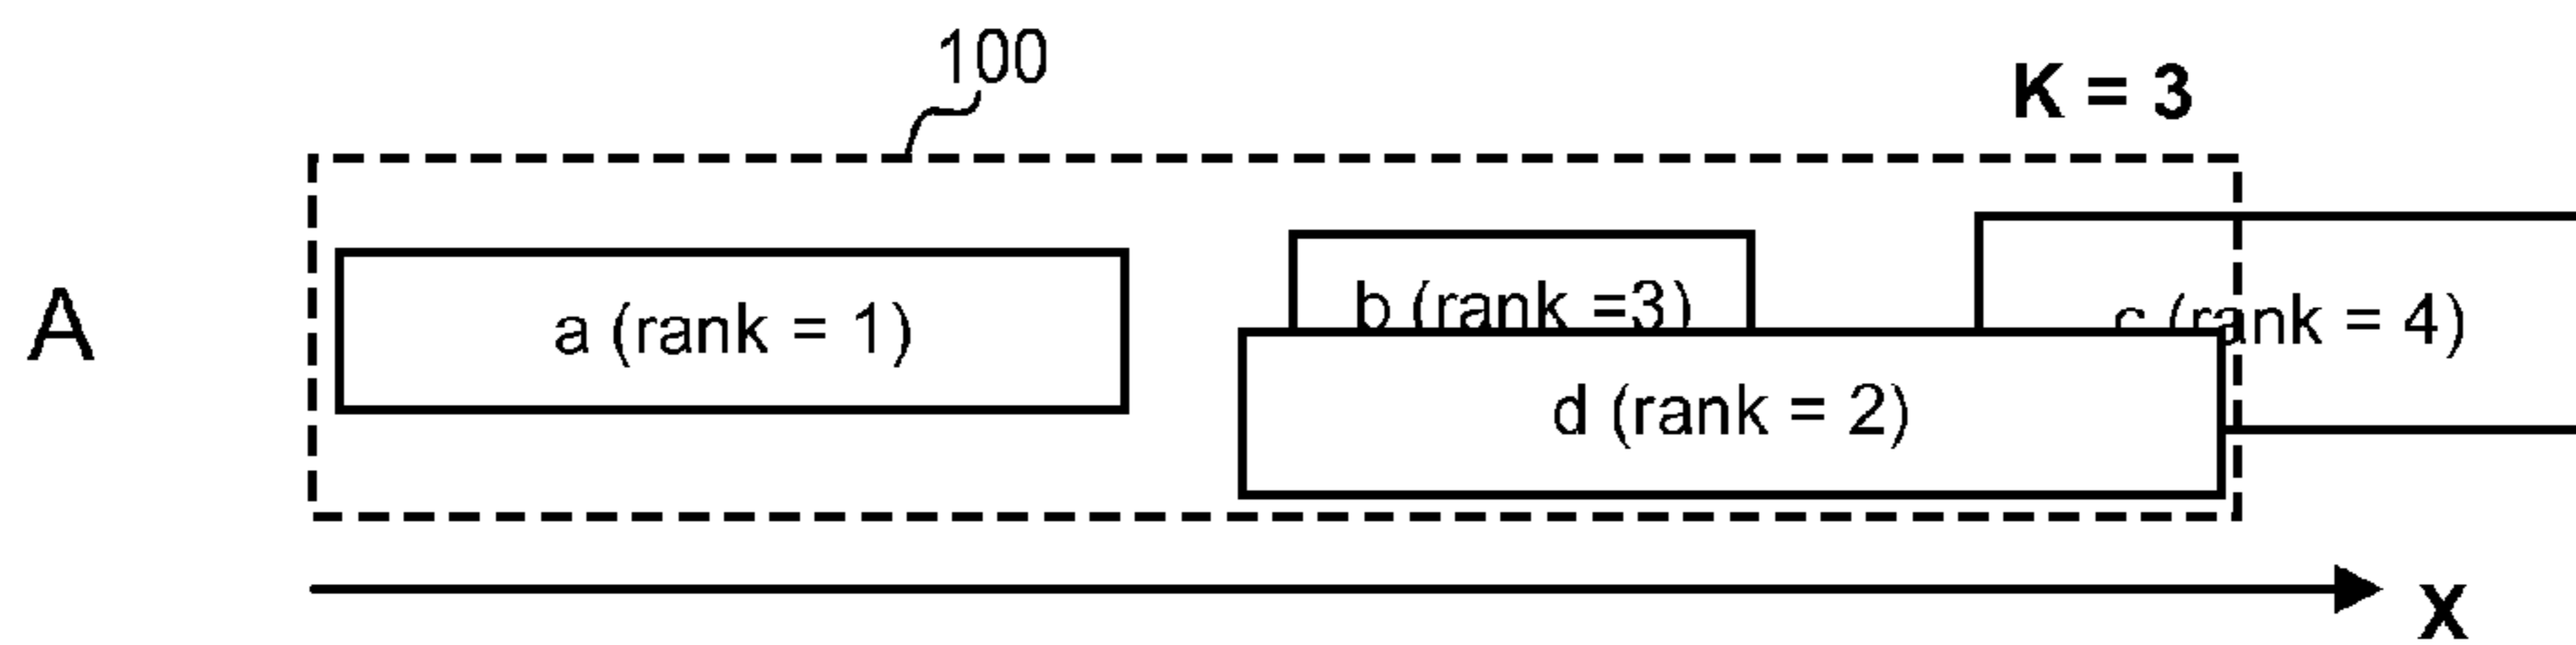 100
K = 3
A
a (rank = 1)
b (rank =3)
c (rank = 4)
d (rank = 2)
X